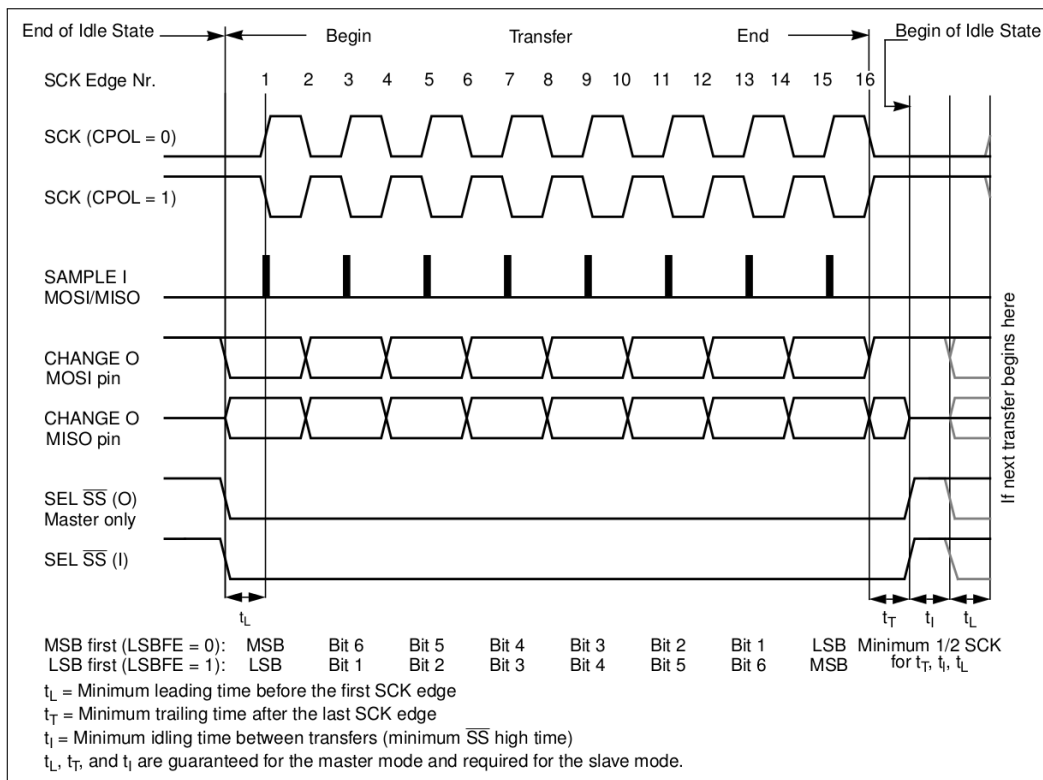 End of Idle State Begin Transfer End Begin of Idle State
SCK Edge Nr. 1 2 3 4 5 6 7 8 9 10 11 12 13 14 15 16
SCK (CPOL = 0)
SCK (CPOL = 1)
SAMPLE I
MOSI/MISO
CHANGE O
MOSI pin
CHANGE O
MISO pin
SEL SS (O)
Master only
SEL SS (I)
If next transfer begins here
tL tT tI tL
MSB first (LSBFE = 0): MSB Bit 6 Bit 5 Bit 4 Bit 3 Bit 2 Bit 1 LSB Minimum 1/2 SCK
LSB first (LSBFE = 1): LSB Bit 1 Bit 2 Bit 3 Bit 4 Bit 5 Bit 6 MSB for tT, tl, tL
tL = Minimum leading time before the first SCK edge
tT = Minimum trailing time after the last SCK edge
tI = Minimum idling time between transfers (minimum SS high time)
tL, tT, and tI are guaranteed for the master mode and required for the slave mode.